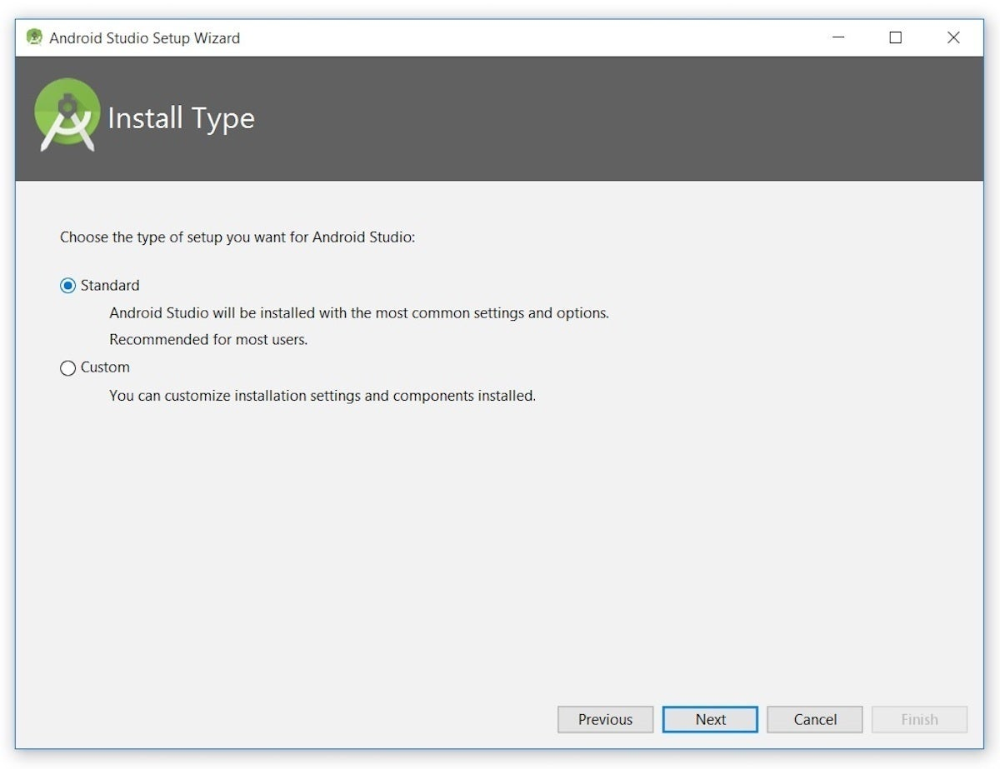 Android Studio Setup Wizard
Install Type
Choose the type of setup you want for Android Studio:
Standard
Android Studio will be installed with the most common settings and options.
Recommended for most users.
Custom
You can customize installation settings and components installed.
Previous Next Cancel Finish